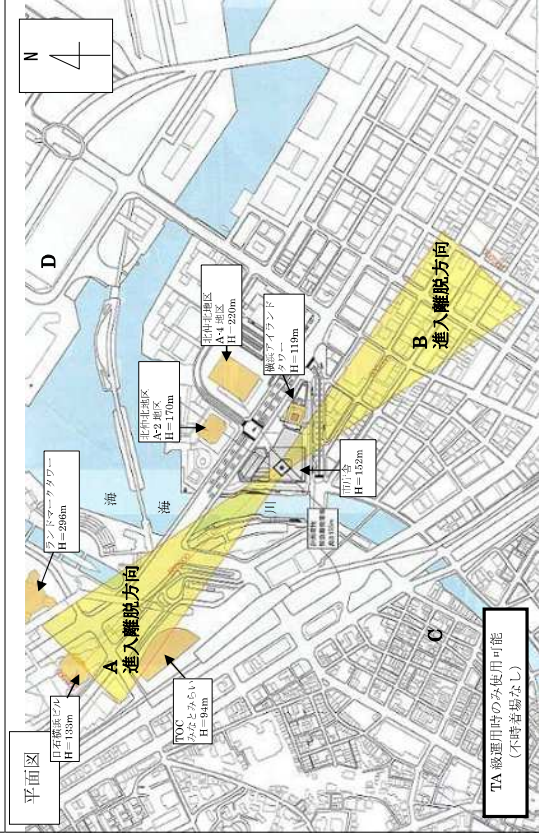 平面図
N
日石横浜ビル
H=133m
ランドマークタワー
H=296m
D
A
進入離脱方向
TOC
みなとみらい
H=94m
海
海
川
北仲北地区
A-2 地区
H=170m
北仲北地区
A-4 地区
H=220m
横浜アイランド
タワー
H=119m
市庁舎
H=152m
B
進入離脱方向
C
TA 級運用時のみ使用可能
(不時着場なし)